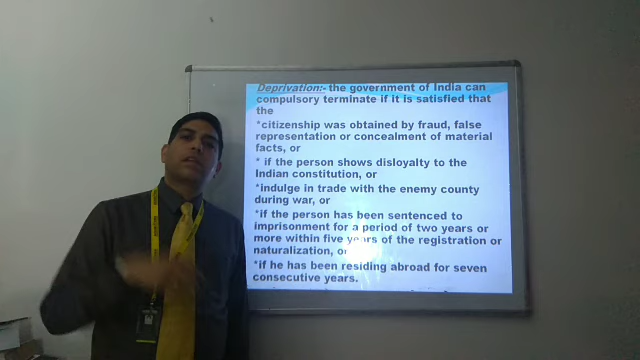 Deprivation:- the government of India can
compulsory terminate if it is satisfied that
the
*citizenship was obtained by fraud, false
representation or concealment of material
facts, or
* if the person shows disloyalty to the
Indian constitution, or
*indulge in trade with the enemy county
during war, or
*if the person has been sentenced to
imprisonment for a period of two years or
more within five years of the registration or
naturalization, or
*if he has been residing abroad for seven
consecutive years.